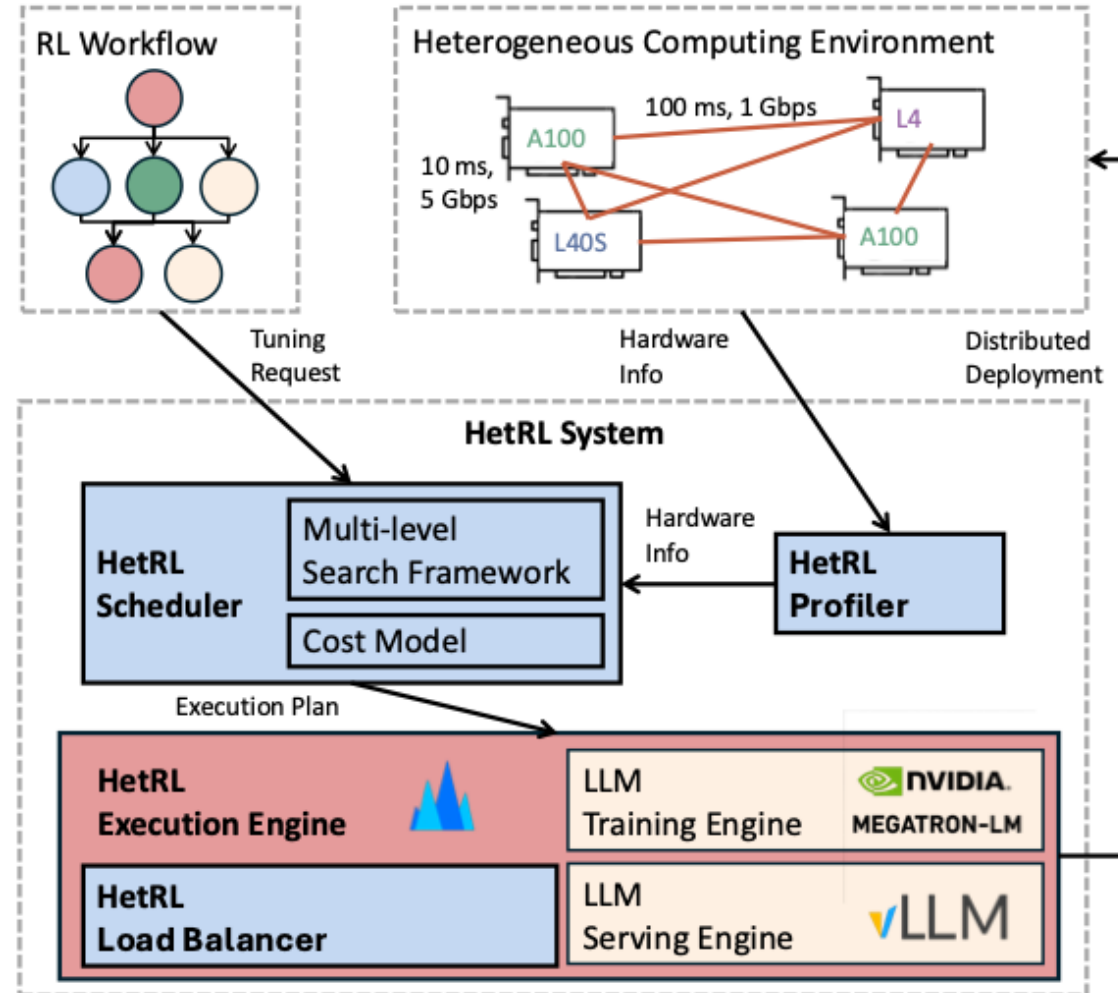 RL Workflow
Heterogeneous Computing Environment
100 ms, 1 Gbps
A100
L4
10 ms,
5 Gbps
L40S
A100
Tuning
Request
Hardware
Info
Distributed
Deployment
HetRL System
HetRL
Scheduler
Multi-level
Search Framework
Cost Model
Hardware
Info
HetRL
Profiler
Execution Plan
HetRL
Execution Engine
LLM
Training Engine
NVIDIA.
MEGATRON-LM
HetRL
Load Balancer
LLM
Serving Engine
vLLM